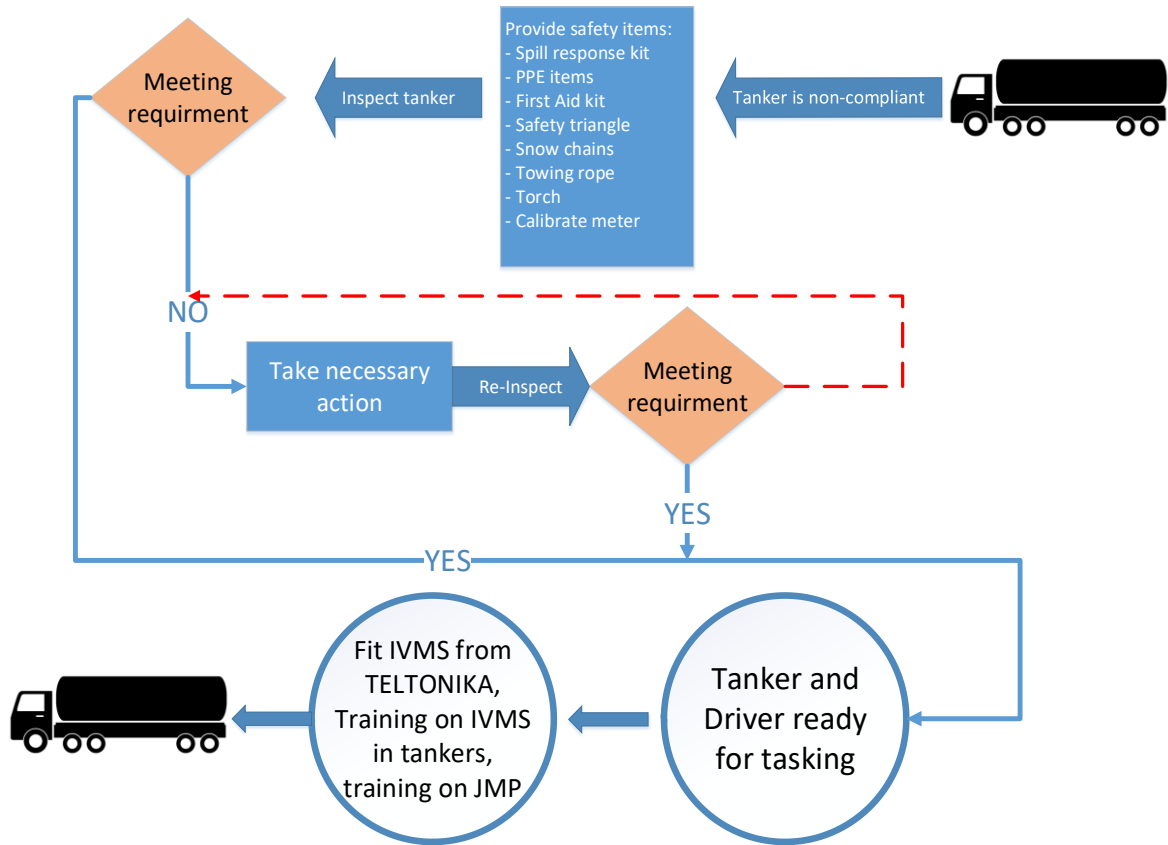 Provide safety items:
- Spill response kit
- PPE items
- First Aid kit
- Safety triangle
- Snow chains
- Towing rope
- Torch
- Calibrate meter
Tanker is non-compliant
Inspect tanker
Meeting
requirment
NO
Take necessary
action
Re-Inspect
Meeting
requirment
YES
YES
Tanker and
Driver ready
for tasking
Fit IVMS from
TELTONIKA,
Training on IVMS
in tankers,
training on JMP